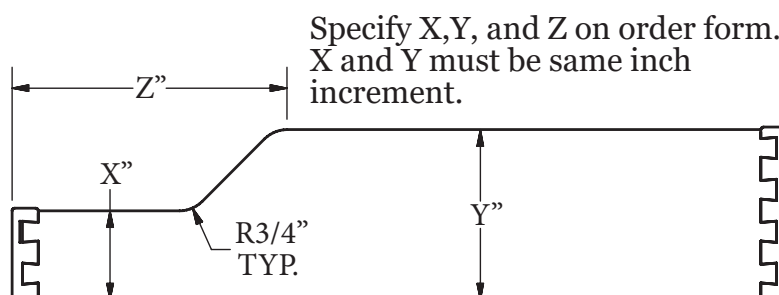 Specify X,Y, and Z on order form.
X and Y must be same inch
increment.
Z”
X”
Y”
R3/4”
TYP.